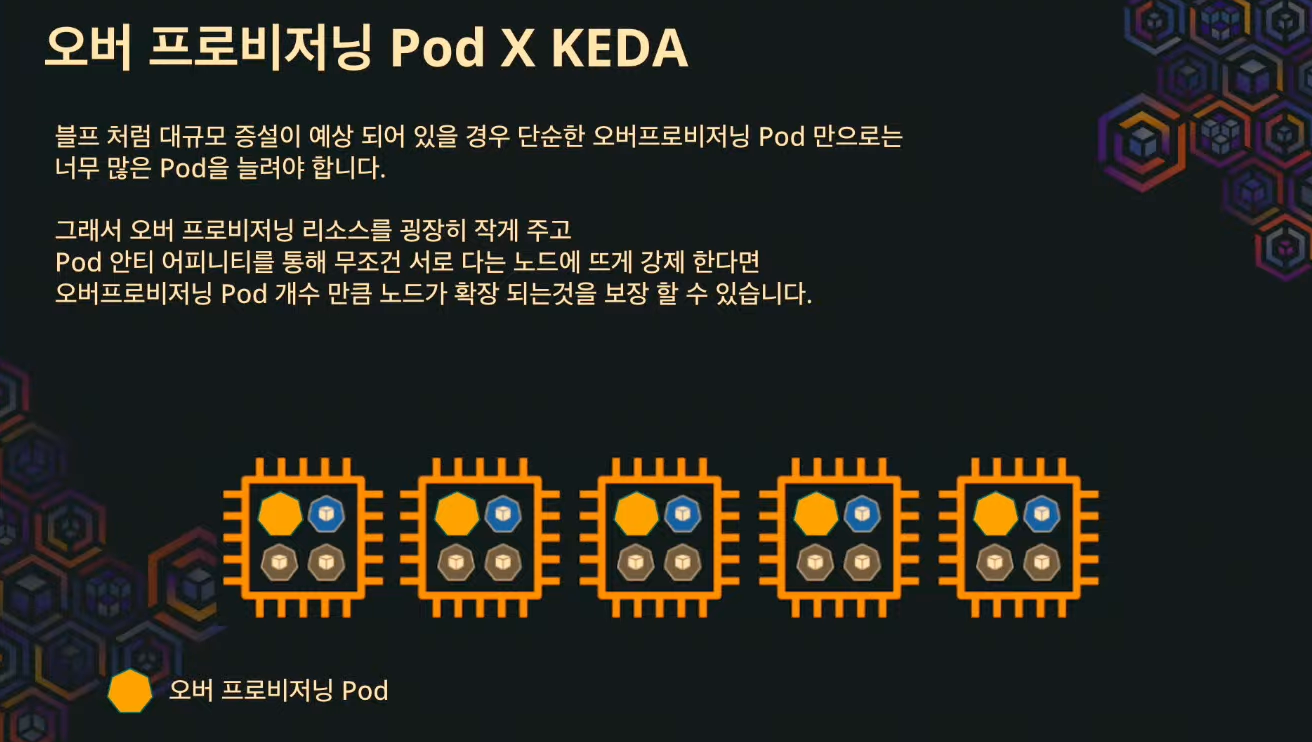 오버 프로비저닝 Pod X KEDA
블프 처럼 대규모 증설이 예상 되어 있을 경우 단순한 오버프로비저닝 Pod 만으로는
너무 많은 Pod을 늘려야 합니다.
그래서 오버 프로비저닝 리소스를 굉장히 작게 주고
Pod 안티 어피니티를 통해 무조건 서로 다는 노드에 뜨게 강제 한다면
오버프로비저닝 Pod 개수 만큼 노드가 확장 되는것을 보장 할 수 있습니다.
오버 프로비저닝 Pod